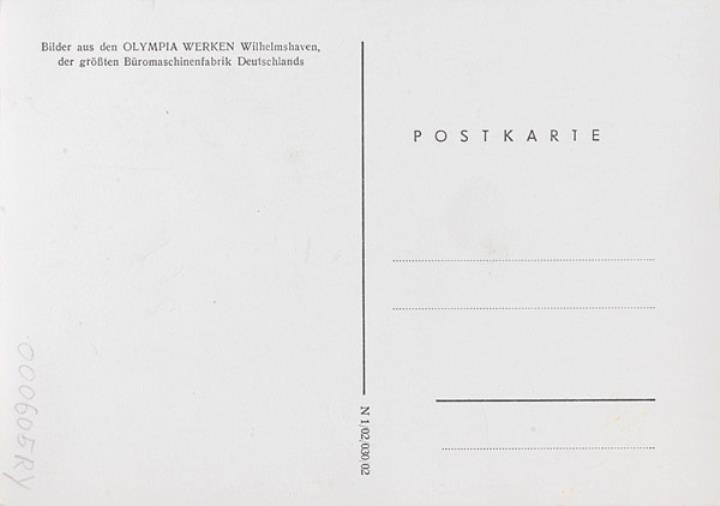 Bilder aus den OLYMPIA WERKEN Wilhelmshaven,
der größten Büromaschinenfabrik Deutschlands
POSTKARTE
N 1/02/030/02
000605RY